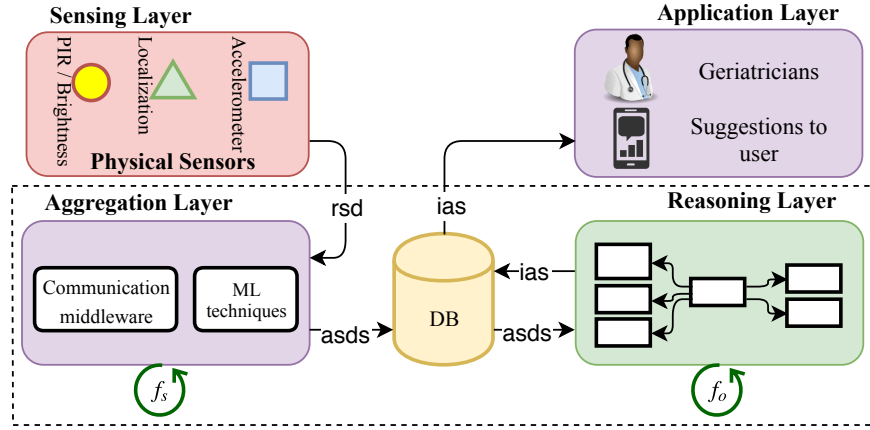 Sensing Layer
PIR / Brightness
Localization
Accelerometer
Physical Sensors
Application Layer
Geriatricians
Suggestions to
user
rsd
ias
Aggregation Layer
Communication
middleware
ML
techniques
asds
DB
ias
asds
Reasoning Layer
fs
fo